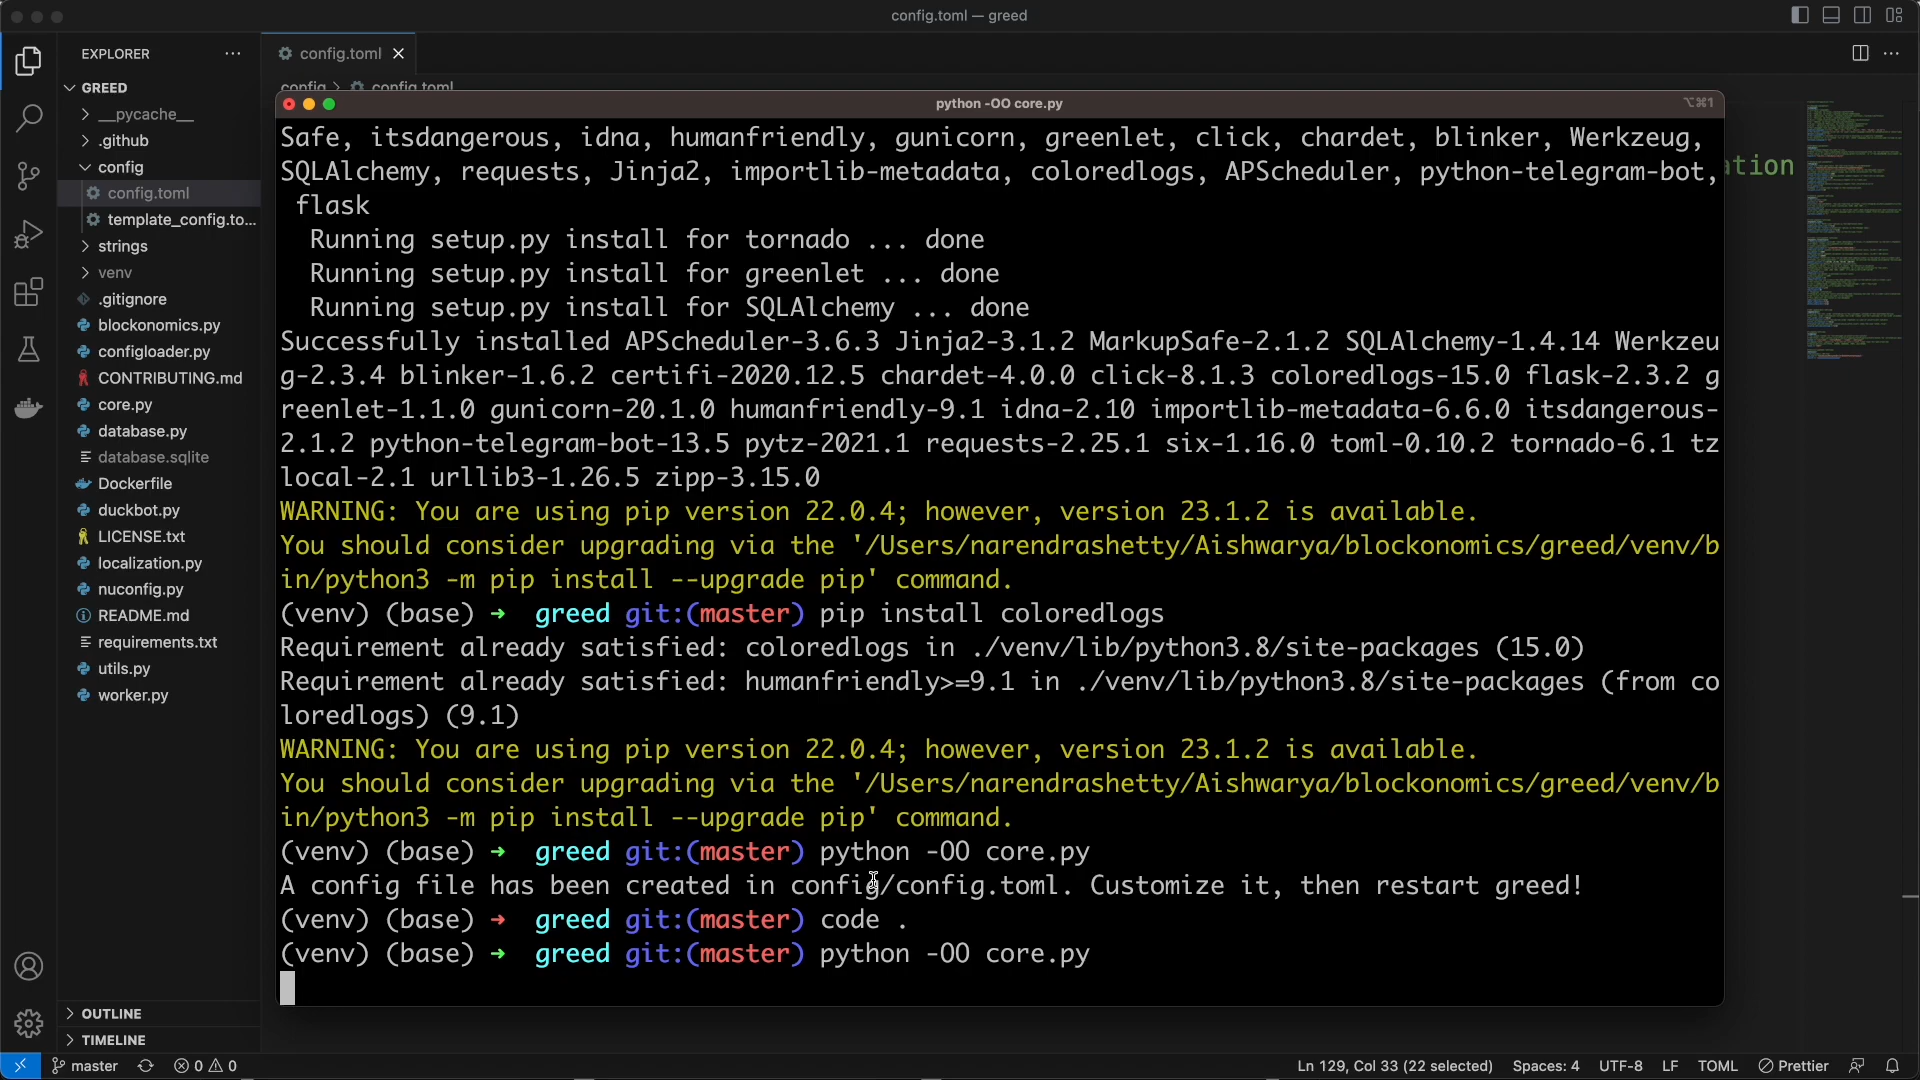 config.toml — greed
EXPLORER
config.toml
GREED
config > config.toml
__pycache__
.github
config
config.toml
template_config.to...
strings
venv
.gitignore
blockonomics.py
configloader.py
CONTRIBUTING.md
core.py
database.py
database.sqlite
Dockerfile
duckbot.py
LICENSE.txt
localization.py
nuconfig.py
README.md
requirements.txt
utils.py
worker.py
OUTLINE
TIMELINE
python -OO core.py
⌥⌘1
Safe, itsdangerous, idna, humanfriendly, gunicorn, greenlet, click, chardet, blinker, Werkzeug,
SQLAlchemy, requests, Jinja2, importlib-metadata, coloredlogs, APScheduler, python-telegram-bot,
flask
Running setup.py install for tornado ... done
Running setup.py install for greenlet ... done
Running setup.py install for SQLAlchemy ... done
Successfully installed APScheduler-3.6.3 Jinja2-3.1.2 MarkupSafe-2.1.2 SQLAlchemy-1.4.14 Werkzeu
g-2.3.4 blinker-1.6.2 certifi-2020.12.5 chardet-4.0.0 click-8.1.3 coloredlogs-15.0 flask-2.3.2 g
reenlet-1.1.0 gunicorn-20.1.0 humanfriendly-9.1 idna-2.10 importlib-metadata-6.6.0 itsdangerous-
2.1.2 python-telegram-bot-13.5 pytz-2021.1 requests-2.25.1 six-1.16.0 toml-0.10.2 tornado-6.1 tz
local-2.1 urllib3-1.26.5 zipp-3.15.0
WARNING: You are using pip version 22.0.4; however, version 23.1.2 is available.
You should consider upgrading via the '/Users/narendrashetty/Aishwarya/blockonomics/greed/venv/b
in/python3 -m pip install --upgrade pip' command.
(venv) (base) ➜ greed git:(master) pip install coloredlogs
Requirement already satisfied: coloredlogs in ./venv/lib/python3.8/site-packages (15.0)
Requirement already satisfied: humanfriendly>=9.1 in ./venv/lib/python3.8/site-packages (from co
loredlogs) (9.1)
WARNING: You are using pip version 22.0.4; however, version 23.1.2 is available.
You should consider upgrading via the '/Users/narendrashetty/Aishwarya/blockonomics/greed/venv/b
in/python3 -m pip install --upgrade pip' command.
(venv) (base) ➜ greed git:(master) python -OO core.py
A config file has been created in config/config.toml. Customize it, then restart greed!
(venv) (base) ➜ greed git:(master) code .
(venv) (base) ➜ greed git:(master) python -OO core.py
ation
master
0 0
Ln 129, Col 33 (22 selected)
Spaces: 4
UTF-8
LF
TOML
Prettier